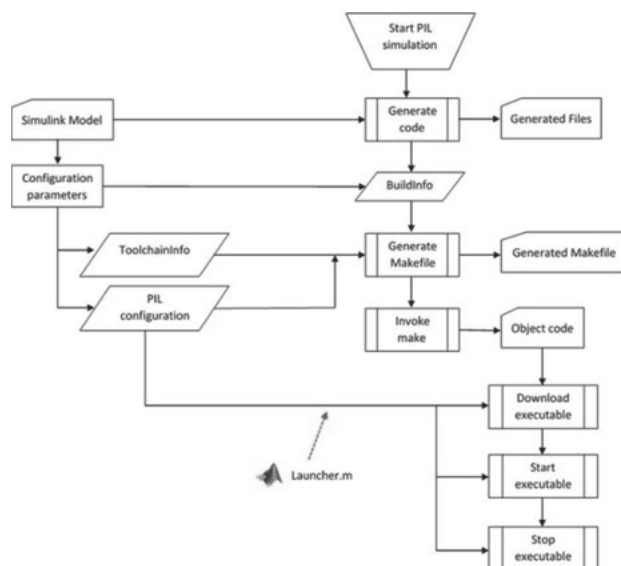 Start PIL
simulation
Simulink Model
Generate
code
Generated Files
Configuration
parameters
BuildInfo
ToolchainInfo
Generate
Makefile
Generated Makefile
PIL
configuration
Invoke
make
Object code
Download
executable
Launcher.m
Start
executable
Stop
executable